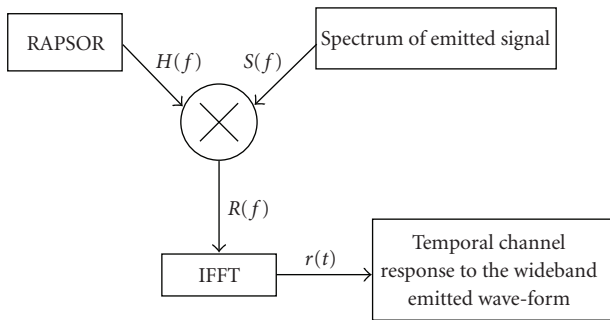 RAPSOR
Spectrum of emitted signal
H(f)
S(f)
R(f)
IFFT
r(t)
Temporal channel
response to the wideband
emitted wave-form